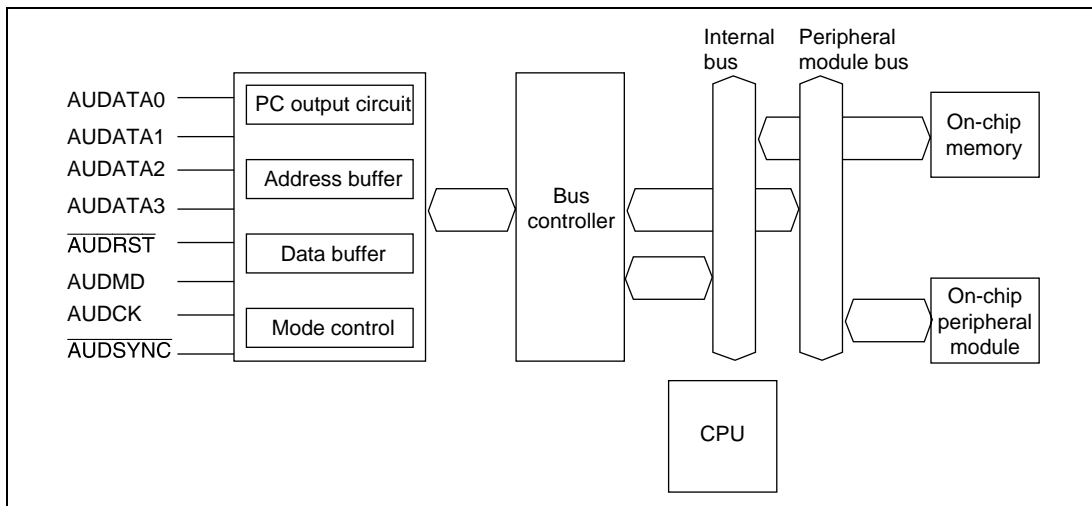 Internal
bus
Peripheral
module bus
AUDATA0
AUDATA1
AUDATA2
AUDATA3
AUDRST
AUDMD
AUDCK
AUDSYNC
PC output circuit
Address buffer
Data buffer
Mode control
Bus
controller
On-chip
memory
On-chip
peripheral
module
CPU